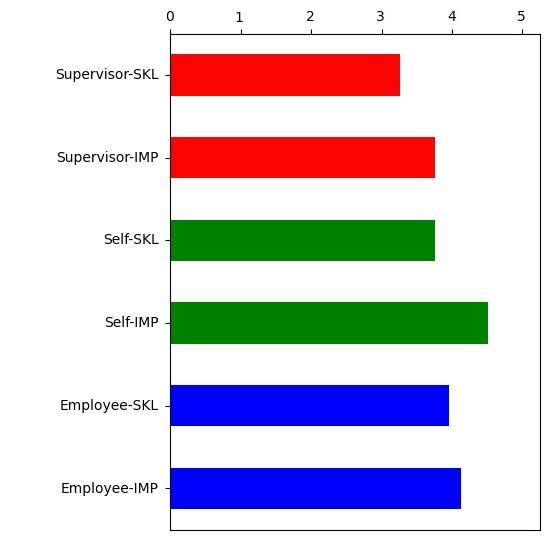 0 1 2 3 4 5
Supervisor-SKL
Supervisor-IMP
Self-SKL
Self-IMP
Employee-SKL
Employee-IMP